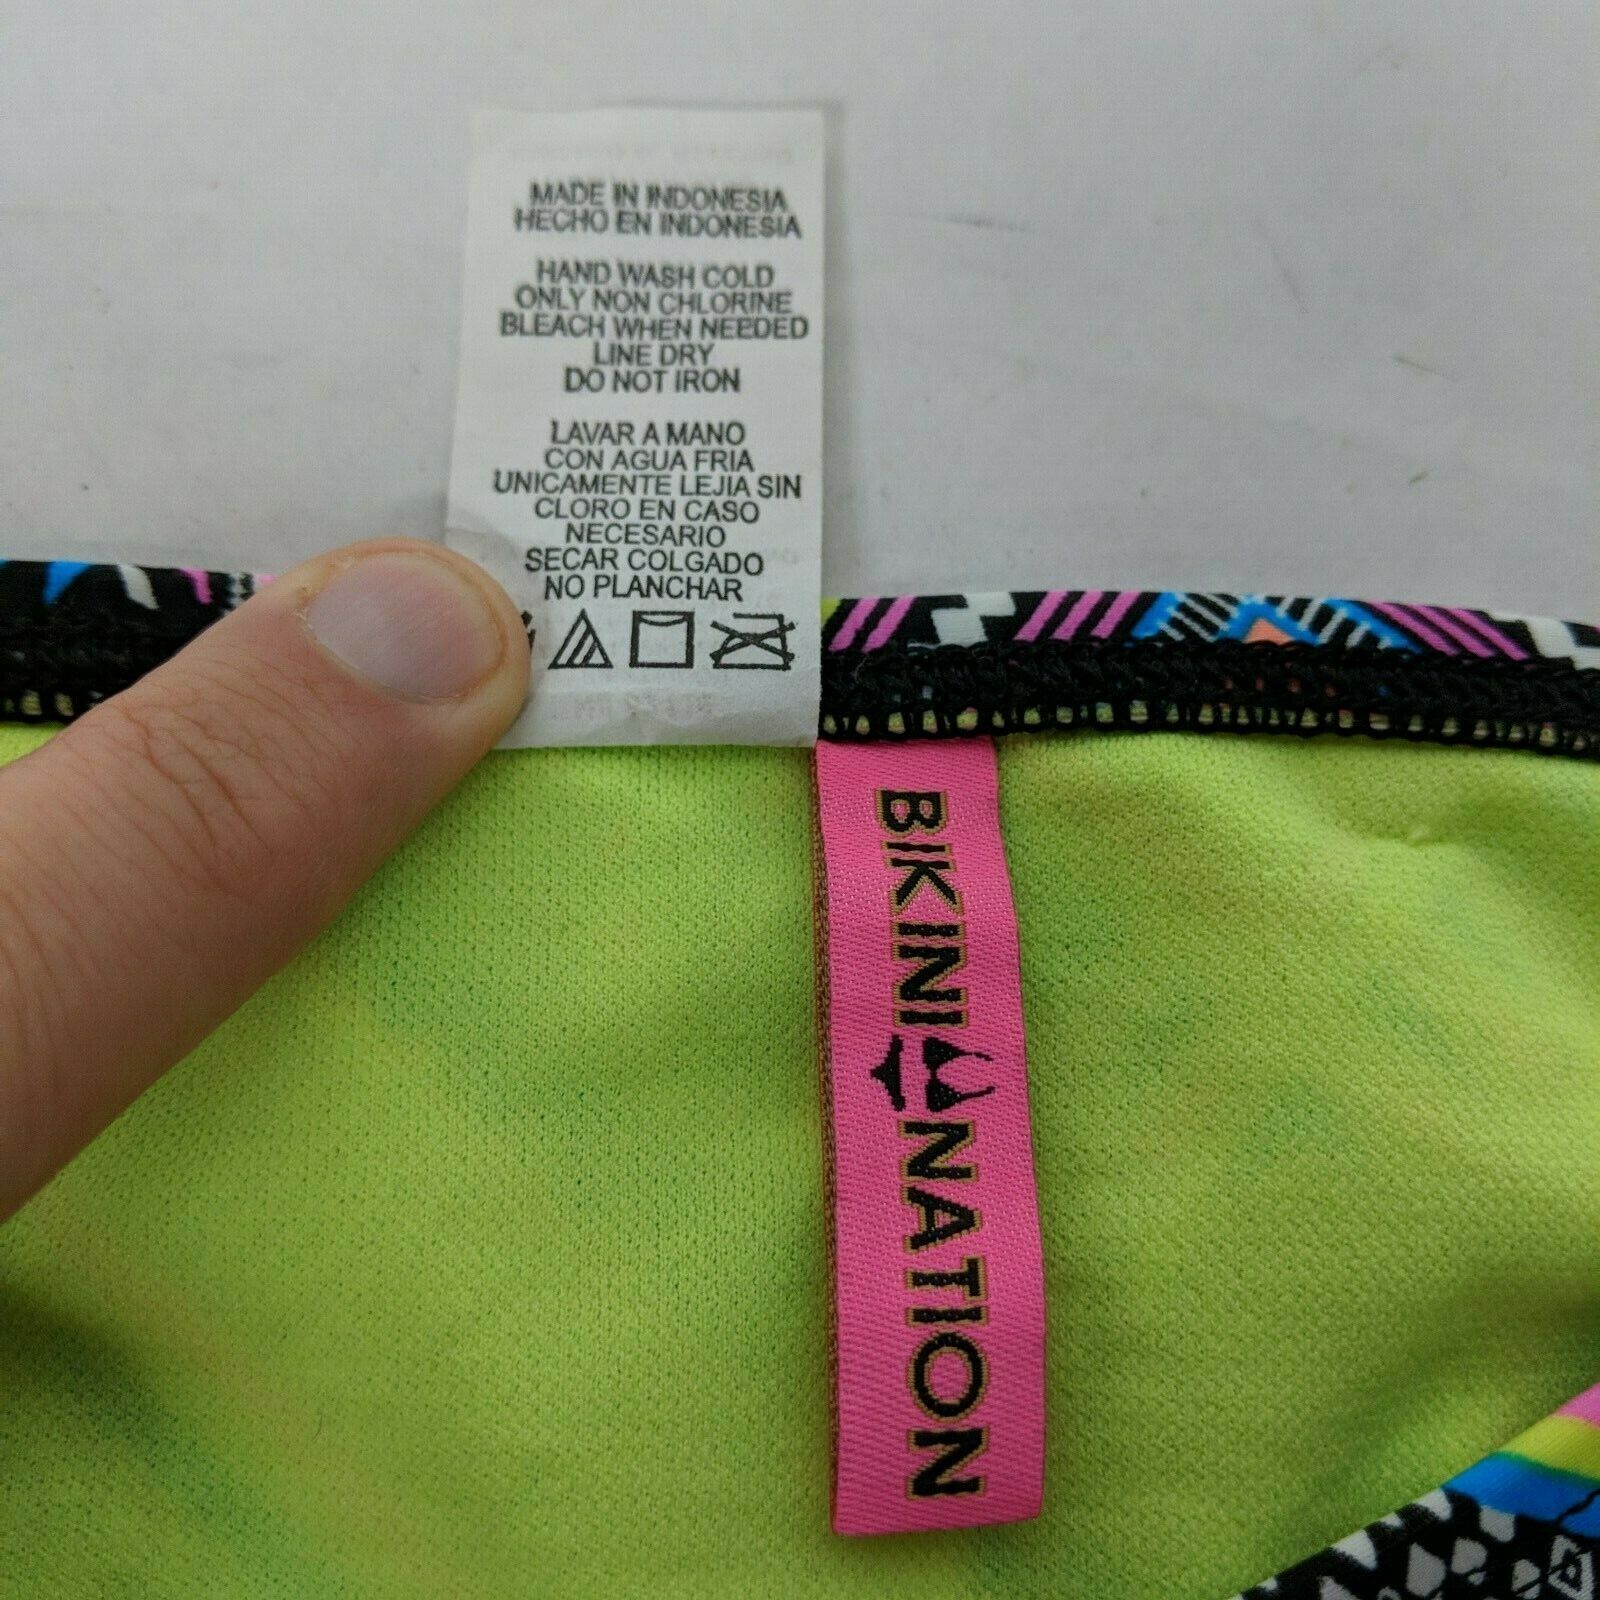 MADE IN INDONESIA
HECHO EN INDONESIA
HAND WASH COLD
ONLY NON CHLORINE
BLEACH WHEN NEEDED
LINE DRY
DO NOT IRON
LAVAR A MANO
CON AGUA FRIA
UNICAMENTE LEJIA SIN
CLORO EN CASO
NECESARIO
SECAR COLGADO
NO PLANCHAR
BIKINI NATION